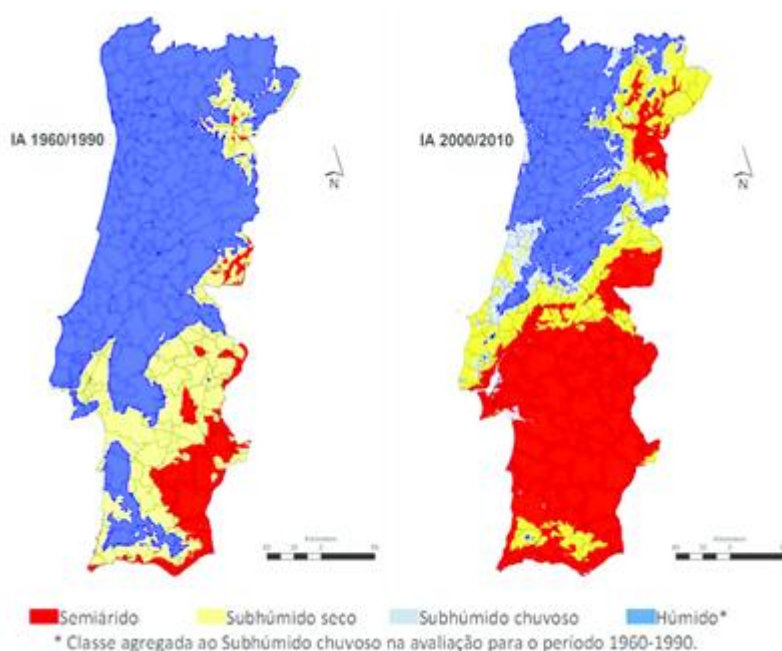 IA 1960/1990
N
IA 2000/2010
N
Semiárido Subhúmido seco Subhúmido chuvoso Húmido*
* Classe agregada ao Subhúmido chuvoso na avaliação para o período 1960-1990.